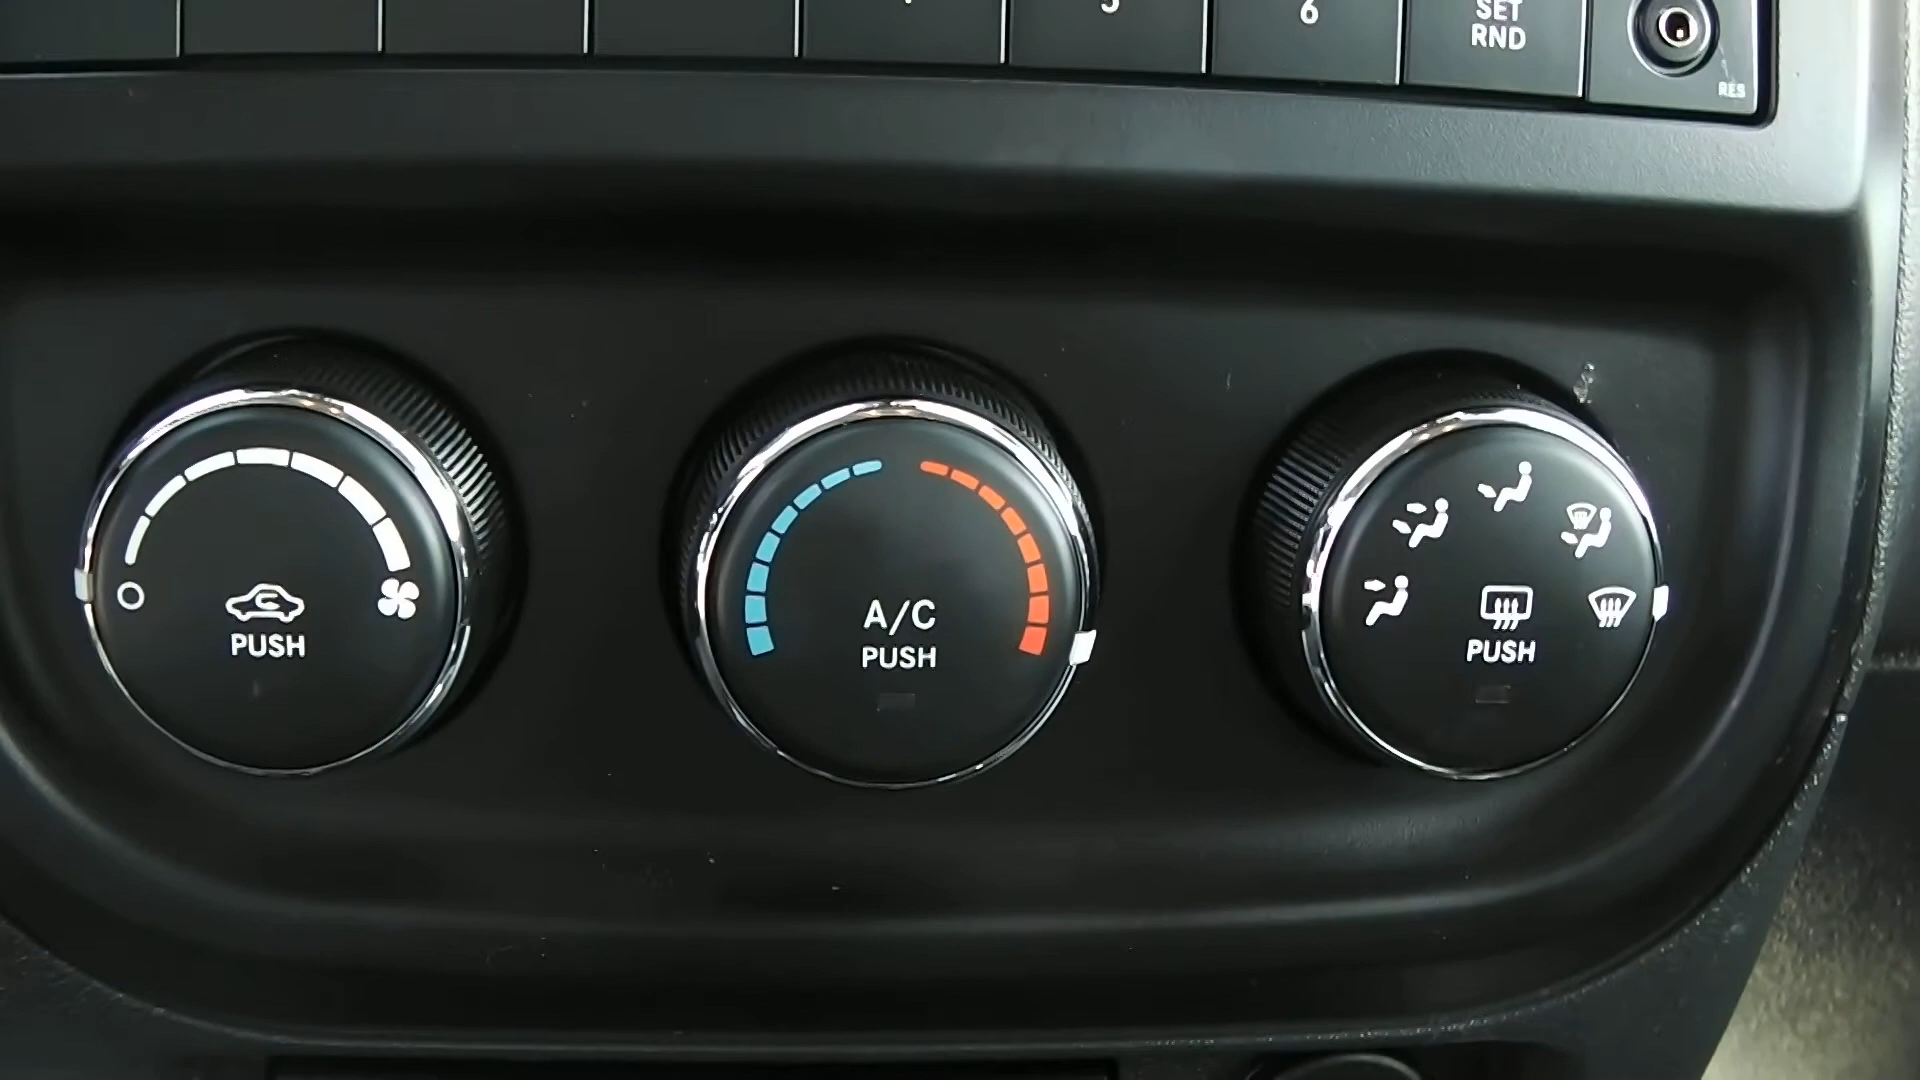 5 6 SET
RND
RES
PUSH
A/C
PUSH
PUSH